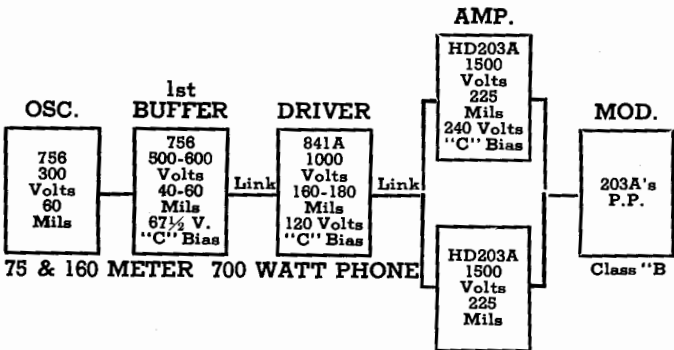 OSC.
756
300
Volts
60
Mils
1st
BUFFER
756
500-600
Volts
40-60
Mils
67½ V.
"C" Bias
Link
DRIVER
841A
1000
Volts
160-180
Mils
120 Volts
"C" Bias
Link
AMP.
HD203A
1500
Volts
225
Mils
240 Volts
"C" Bias
HD203A
1500
Volts
225
Mils
MOD.
203A's
P.P.
Class "B
75 & 160 METER 700 WATT PHONE